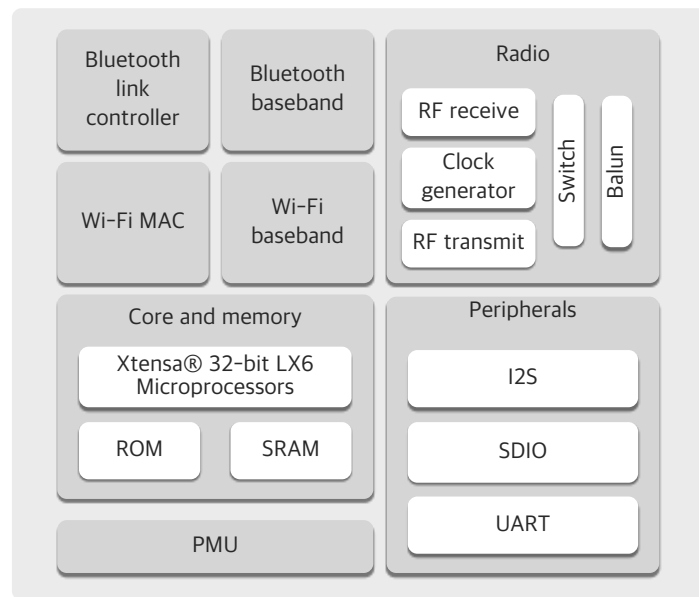 Bluetooth
link
controller
Bluetooth
baseband
Wi-Fi MAC
Wi-Fi
baseband
Radio
RF receive
Clock
generator
RF transmit
Switch
Balun
Core and memory
Xtensa® 32-bit LX6
Microprocessors
ROM
SRAM
Peripherals
I2S
SDIO
UART
PMU